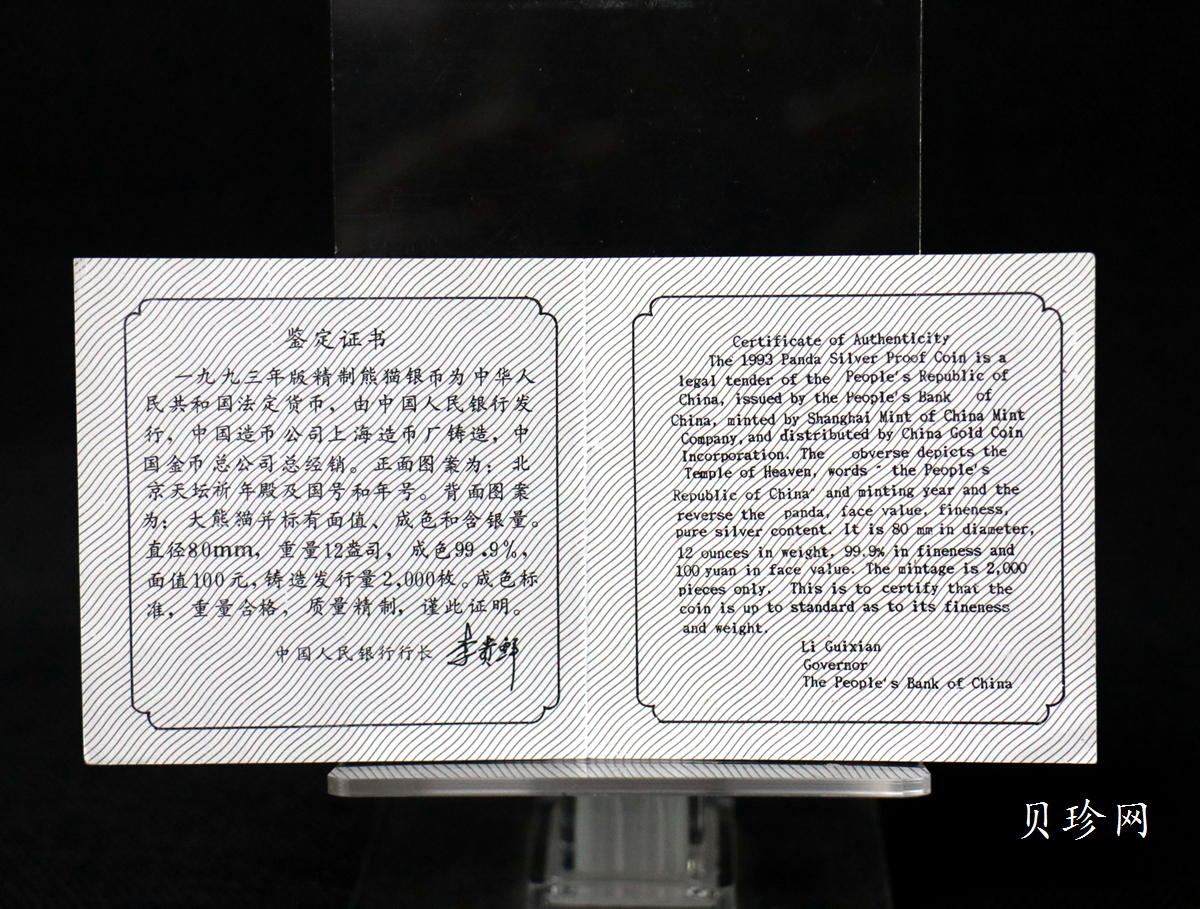 鉴定证书
一九九三年版精制熊猫银币为中华人
民共和国法定货币，由中国人民银行发
行，中国造币公司上海造币厂铸造，中
国金币总公司总经销。正面图案为：北
京天坛祈年殿及国号和年号。背面图案
为：大熊猫并标有面值、成色和含银量。
直径80mm，重量12盎司，成色99.9%，
面值100元，铸造发行量2,000枚。成色标
准，重量合格、质量精制，谨此证明。
中国人民银行行长 李贵鲜
Certificate of Authenticity
The 1993 Panda Silver Proof Coin is a
legal tender of the People's Republic of
China, issued by the People's Bank of
China, minted by Shanghai Mint of China Mint
Company, and distributed by China Gold Coin
Incorporation. The obverse depicts the
Temple of Heaven, words " the People's
Republic of China" and minting year and the
reverse the panda, face value, fineness,
pure silver content. It is 80 mm in diameter,
12 ounces in weight, 99.9% in fineness and
100 yuan in face value. The mintage is 2,000
pieces only. This is to certify that the
coin is up to standard as to its fineness
and weight.
Li Guixian
Governor
The People's Bank of China
贝珍网